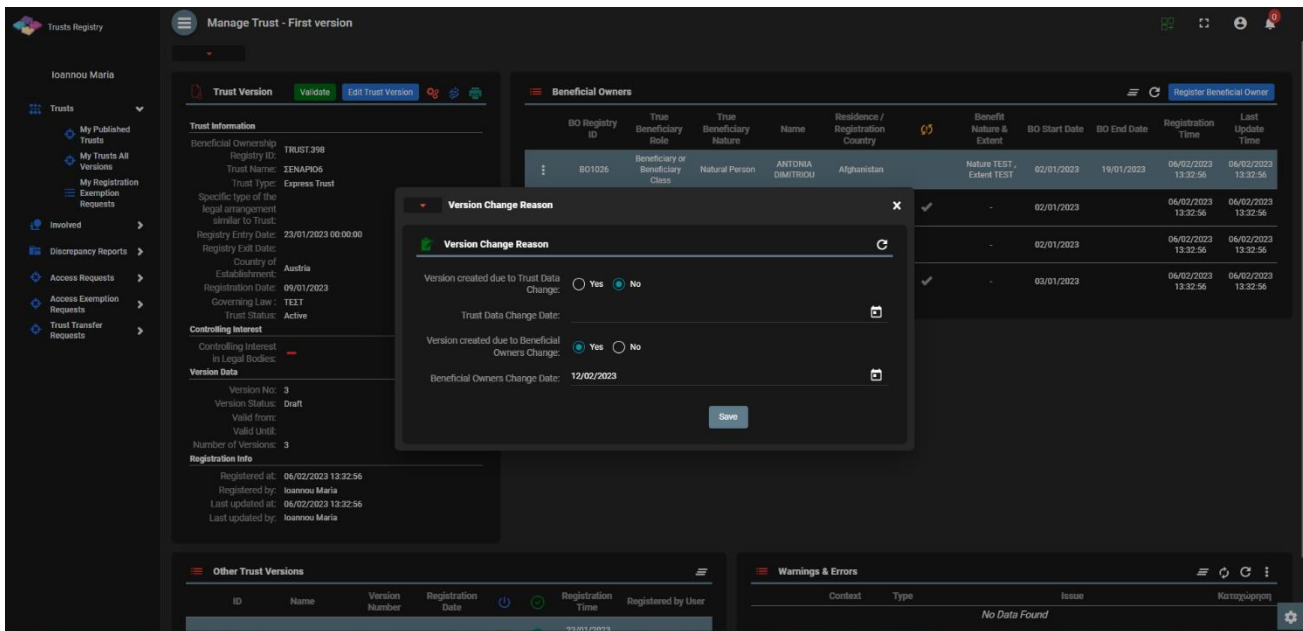 Trusts Registry
Manage Trust - First version
0
Ioannou Maria
Trusts
My Published
Trusts
My Trusts All
Versions
My Registration
Exemption
Requests
Involved
Discrepancy Reports
Access Requests
Access Exemption
Requests
Trust Transfer
Requests
Trust Version
Validate
Edit Trust Version
Trust Information
Beneficial Ownership
Registry ID: TRUST.398
Trust Name: ΣΕΝΑΡΙΟ6
Trust Type: Express Trust
Specific type of the
legal arrangement
similar to Trust:
Registry Entry Date: 23/01/2023 00:00:00
Registry Exit Date:
Country of
Establishment: Austria
Registration Date: 09/01/2023
Governing Law : ΤΕΣΤ
Trust Status: Active
Controlling Interest
Controlling Interest
in Legal Bodies:
Version Data
Version No: 3
Version Status: Draft
Valid from:
Valid Until:
Number of Versions: 3
Registration Info
Registered at: 06/02/2023 13:32:56
Registered by: Ioannou Maria
Last updated at: 06/02/2023 13:32:56
Last updated by: Ioannou Maria
Beneficial Owners
Register Beneficial Owner
BO Registry
ID
True
Beneficiary
Role
True
Beneficiary
Nature
Name
Residence /
Registration
Country
Benefit
Nature &
Extent
BO Start Date
BO End Date
Registration
Time
Last
Update
Time
BO1026
Beneficiary or
Beneficiary
Class
Natural Person
ANTONIA
DIMITRIOU
Afghanistan
Nature TEST ,
Extent TEST
02/01/2023
19/01/2023
06/02/2023
13:32:56
06/02/2023
13:32:56
-
02/01/2023
06/02/2023
13:32:56
06/02/2023
13:32:56
-
02/01/2023
06/02/2023
13:32:56
06/02/2023
13:32:56
-
03/01/2023
06/02/2023
13:32:56
06/02/2023
13:32:56
Version Change Reason
Version Change Reason
Version created due to Trust Data
Change: Yes No
Trust Data Change Date:
Version created due to Beneficial
Owners Change: Yes No
Beneficial Owners Change Date: 12/02/2023
Save
Other Trust Versions
ID
Name
Version
Number
Registration
Date
Registration
Time
Registered by User
23/01/2023
Warnings & Errors
Context
Type
Issue
Καταχώρηση
No Data Found